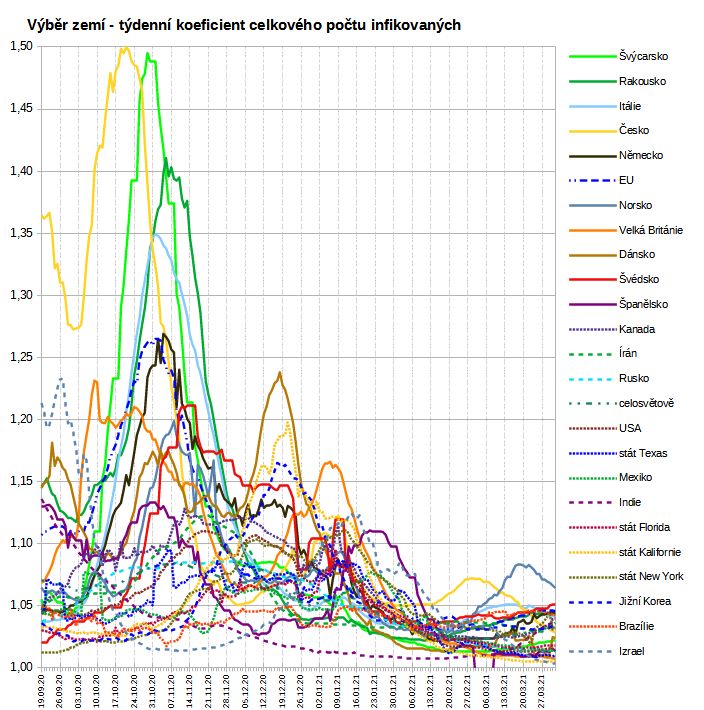 Výběr zemí - týdenní koeficient celkového počtu infikovaných
1,50
1,45
1,40
1,35
1,30
1,25
1,20
1,15
1,10
1,05
1,00
19.09.20
26.09.20
03.10.20
10.10.20
17.10.20
24.10.20
31.10.20
07.11.20
14.11.20
21.11.20
28.11.20
05.12.20
12.12.20
19.12.20
26.12.20
02.01.21
09.01.21
16.01.21
23.01.21
30.01.21
06.02.21
13.02.21
20.02.21
27.02.21
06.03.21
13.03.21
20.03.21
27.03.21
Švýcarsko
Rakousko
Itálie
Česko
Německo
EU
Norsko
Velká Británie
Dánsko
Švédsko
Španělsko
Kanada
Írán
Rusko
celosvětově
USA
stát Texas
Mexiko
Indie
stát Florida
stát Kalifornie
stát New York
Jižní Korea
Brazílie
Izrael